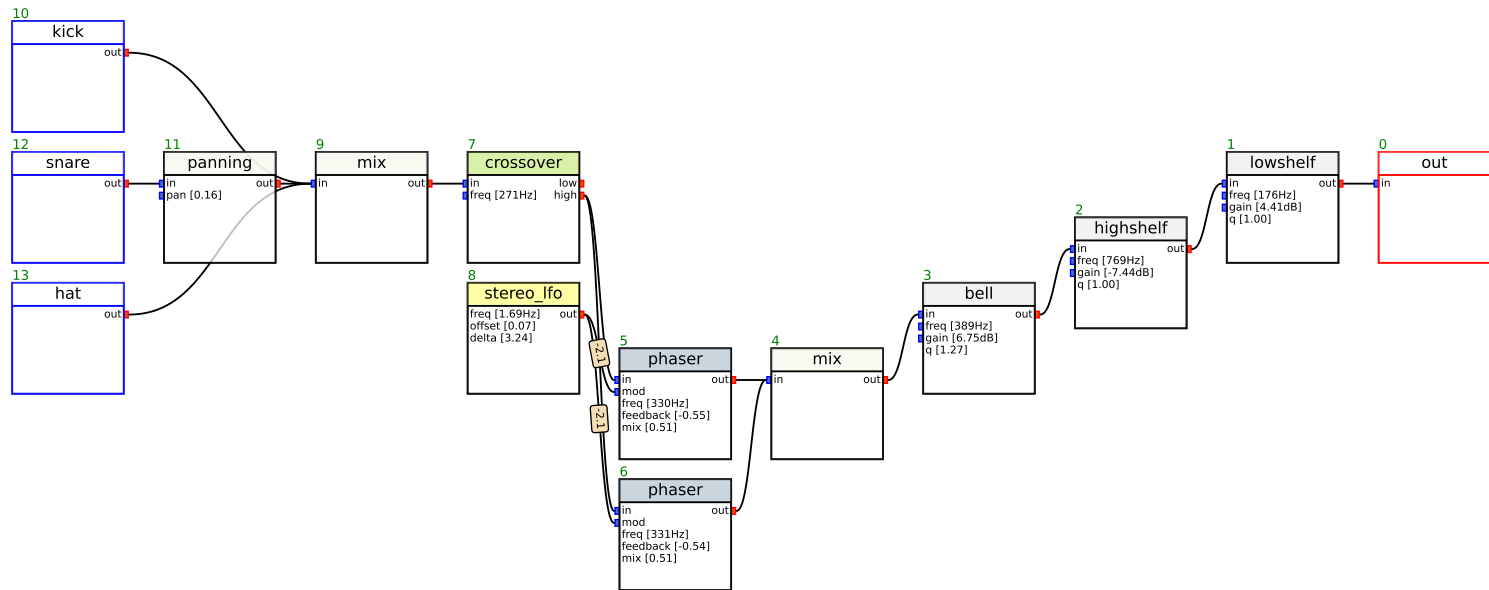 10
kick
out
12
snare
out
13
hat
out
11
panning
in out
pan [0.16]
9
mix
in out
7
crossover
in low
freq [271Hz] high
8
stereo_lfo
freq [1.69Hz] out
offset [0.07]
delta [3.24]
-2.1
-2.1
5
phaser
in out
mod
freq [330Hz]
feedback [-0.55]
mix [0.51]
6
phaser
in out
mod
freq [331Hz]
feedback [-0.54]
mix [0.51]
4
mix
in out
3
bell
in out
freq [389Hz]
gain [6.75dB]
q [1.27]
2
highshelf
in out
freq [769Hz]
gain [-7.44dB]
q [1.00]
1
lowshelf
in out
freq [176Hz]
gain [4.41dB]
q [1.00]
0
out
in